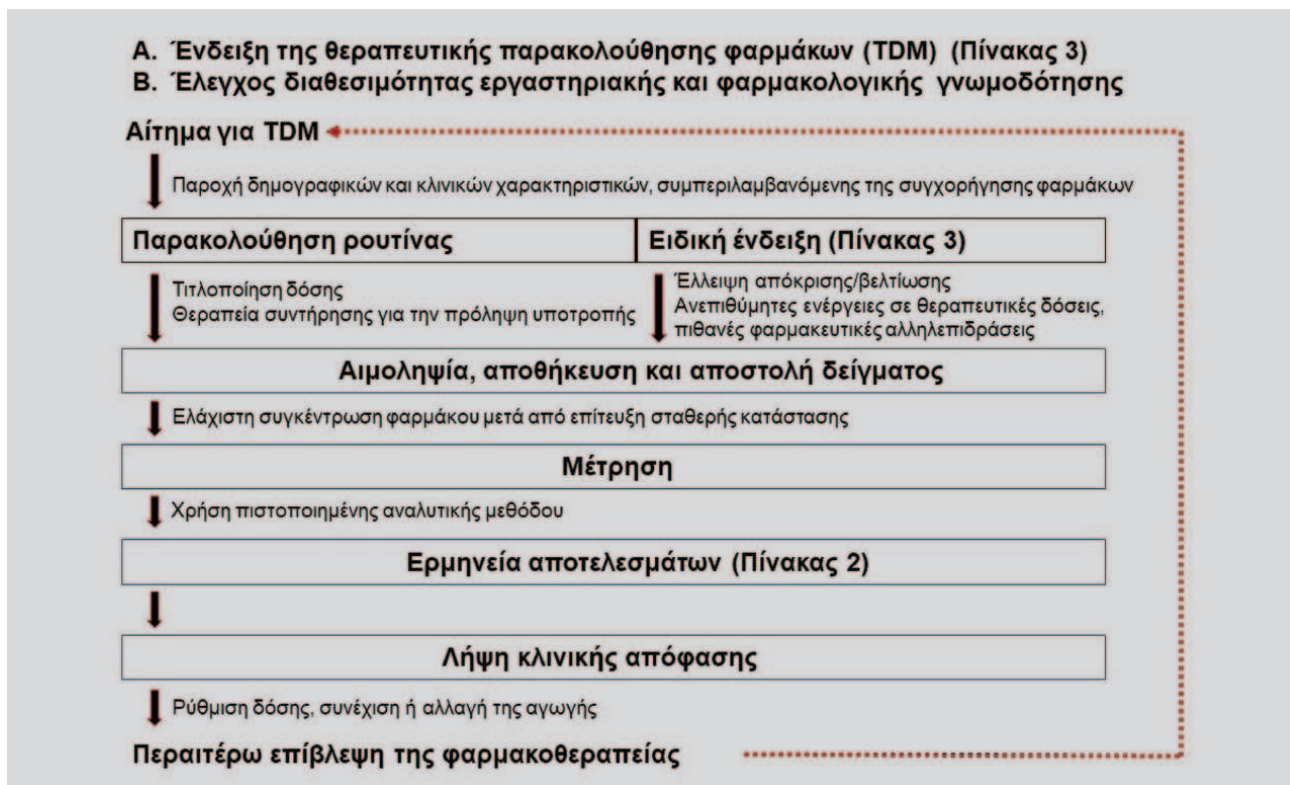 Α. Ένδειξη της θεραπευτικής παρακολούθησης φαρμάκων (TDM) (Πίνακας 3)
Β. Έλεγχος διαθεσιμότητας εργαστηριακής και φαρμακολογικής γνωμοδότησης
Αίτημα για TDM
Παροχή δημογραφικών και κλινικών χαρακτηριστικών, συμπεριλαμβανόμενης της συγχορήγησης φαρμάκων
Παρακολούθηση ρουτίνας
Ειδική ένδειξη (Πίνακας 3)
Τιτλοποίηση δόσης
Θεραπεία συντήρησης για την πρόληψη υποτροπής
Έλλειψη απόκρισης/βελτίωσης
Ανεπιθύμητες ενέργειες σε θεραπευτικές δόσεις,
πιθανές φαρμακευτικές αλληλεπιδράσεις
Αιμοληψία, αποθήκευση και αποστολή δείγματος
Ελάχιστη συγκέντρωση φαρμάκου μετά από επίτευξη σταθερής κατάστασης
Μέτρηση
Χρήση πιστοποιημένης αναλυτικής μεθόδου
Ερμηνεία αποτελεσμάτων (Πίνακας 2)
Λήψη κλινικής απόφασης
Ρύθμιση δόσης, συνέχιση ή αλλαγή της αγωγής
Περαιτέρω επίβλεψη της φαρμακοθεραπείας